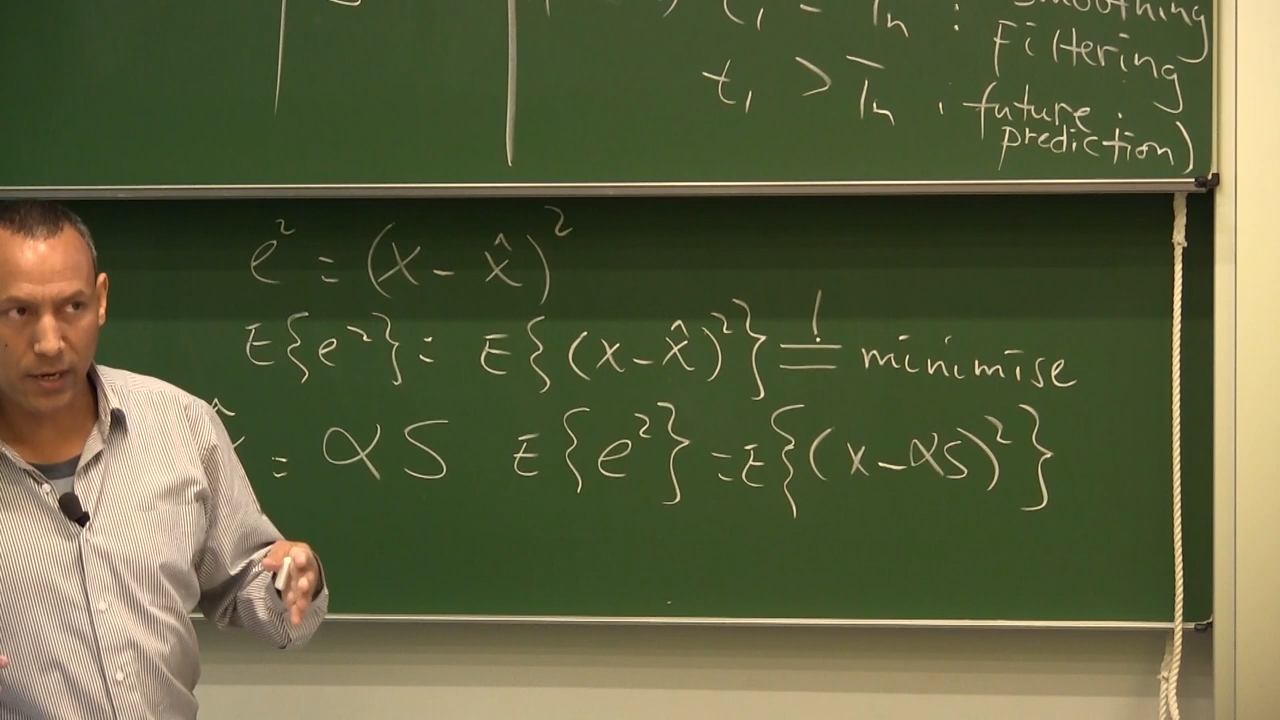 t₁ = Tₙ : smoothing
Filtering
t₁ > Tₙ : future
prediction)
e² = (x - x̂)²
E{e²} = E{(x - x̂)²} =! minimise
= αS E{e²} = E{(x - αS)²}